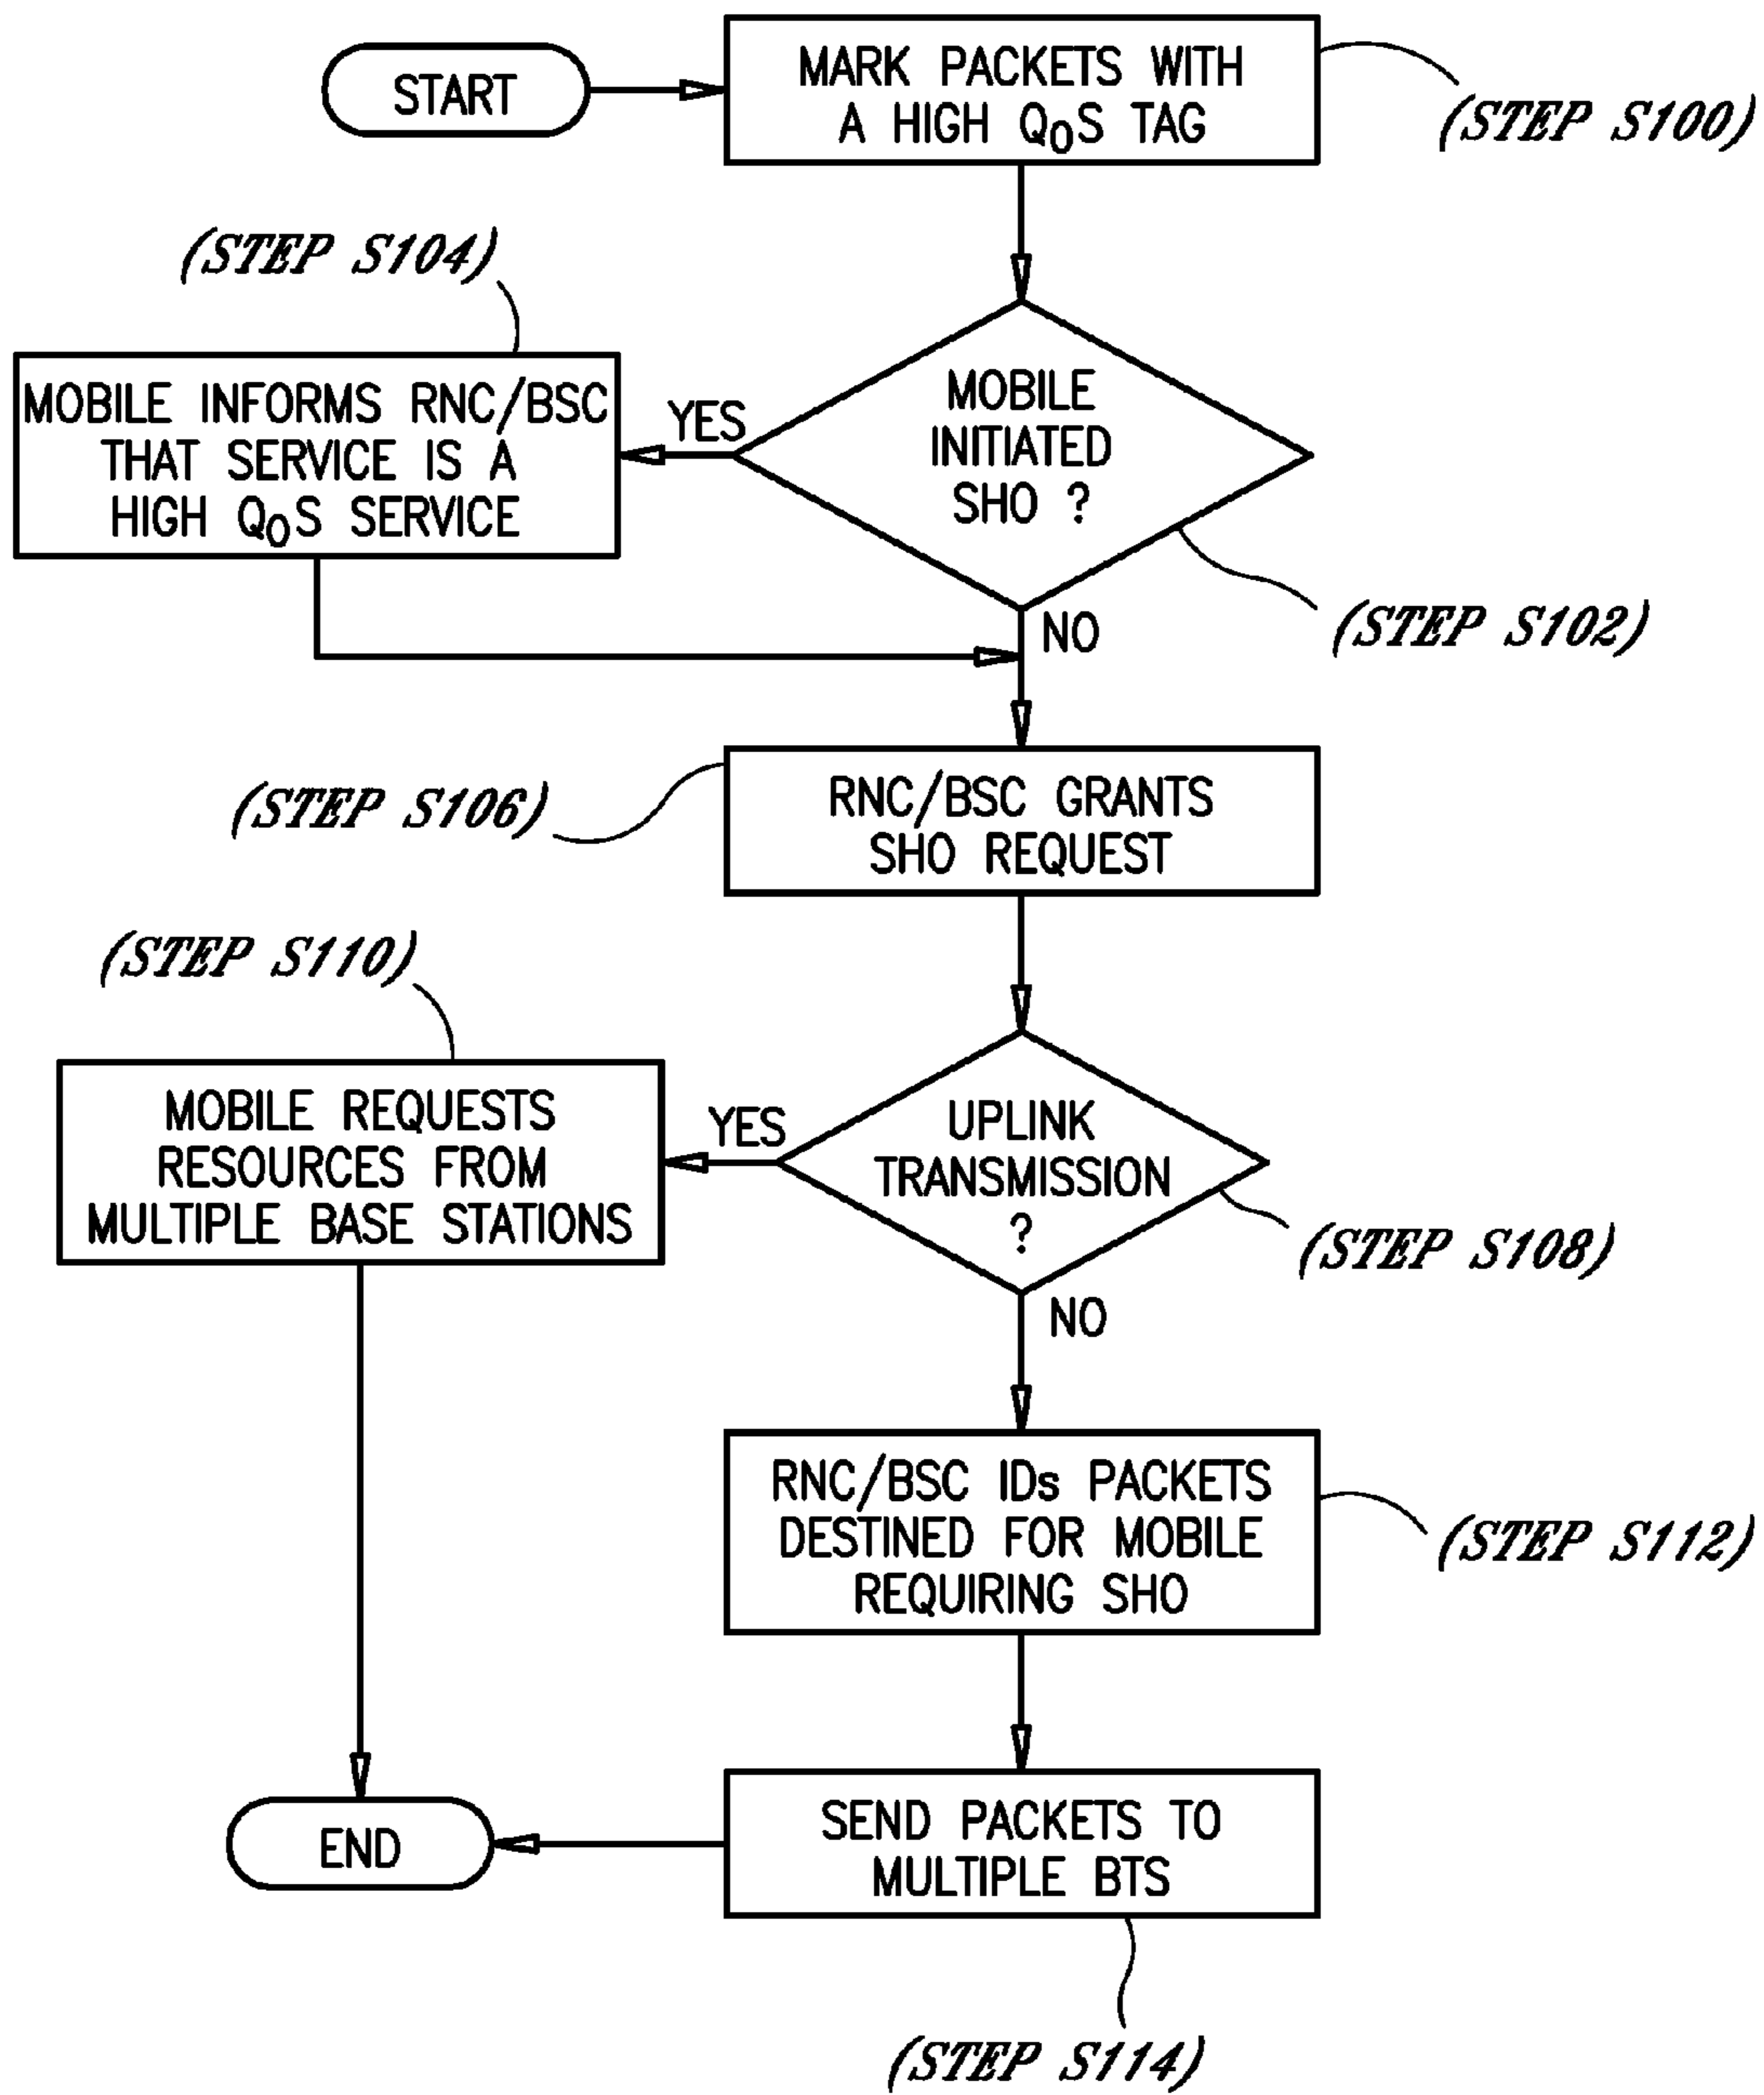 START
MARK PACKETS WITH
A HIGH QoS TAG
(STEP S100)
(STEP S104)
MOBILE INFORMS RNC/BSC
THAT SERVICE IS A
HIGH QoS SERVICE
YES
MOBILE
INITIATED
SHO ?
(STEP S102)
NO
(STEP S106)
RNC/BSC GRANTS
SHO REQUEST
(STEP S110)
MOBILE REQUESTS
RESOURCES FROM
MULTIPLE BASE STATIONS
YES
UPLINK
TRANSMISSION
?
(STEP S108)
NO
RNC/BSC IDs PACKETS
DESTINED FOR MOBILE
REQUIRING SHO
(STEP S112)
SEND PACKETS TO
MULTIPLE BTS
END
(STEP S114)